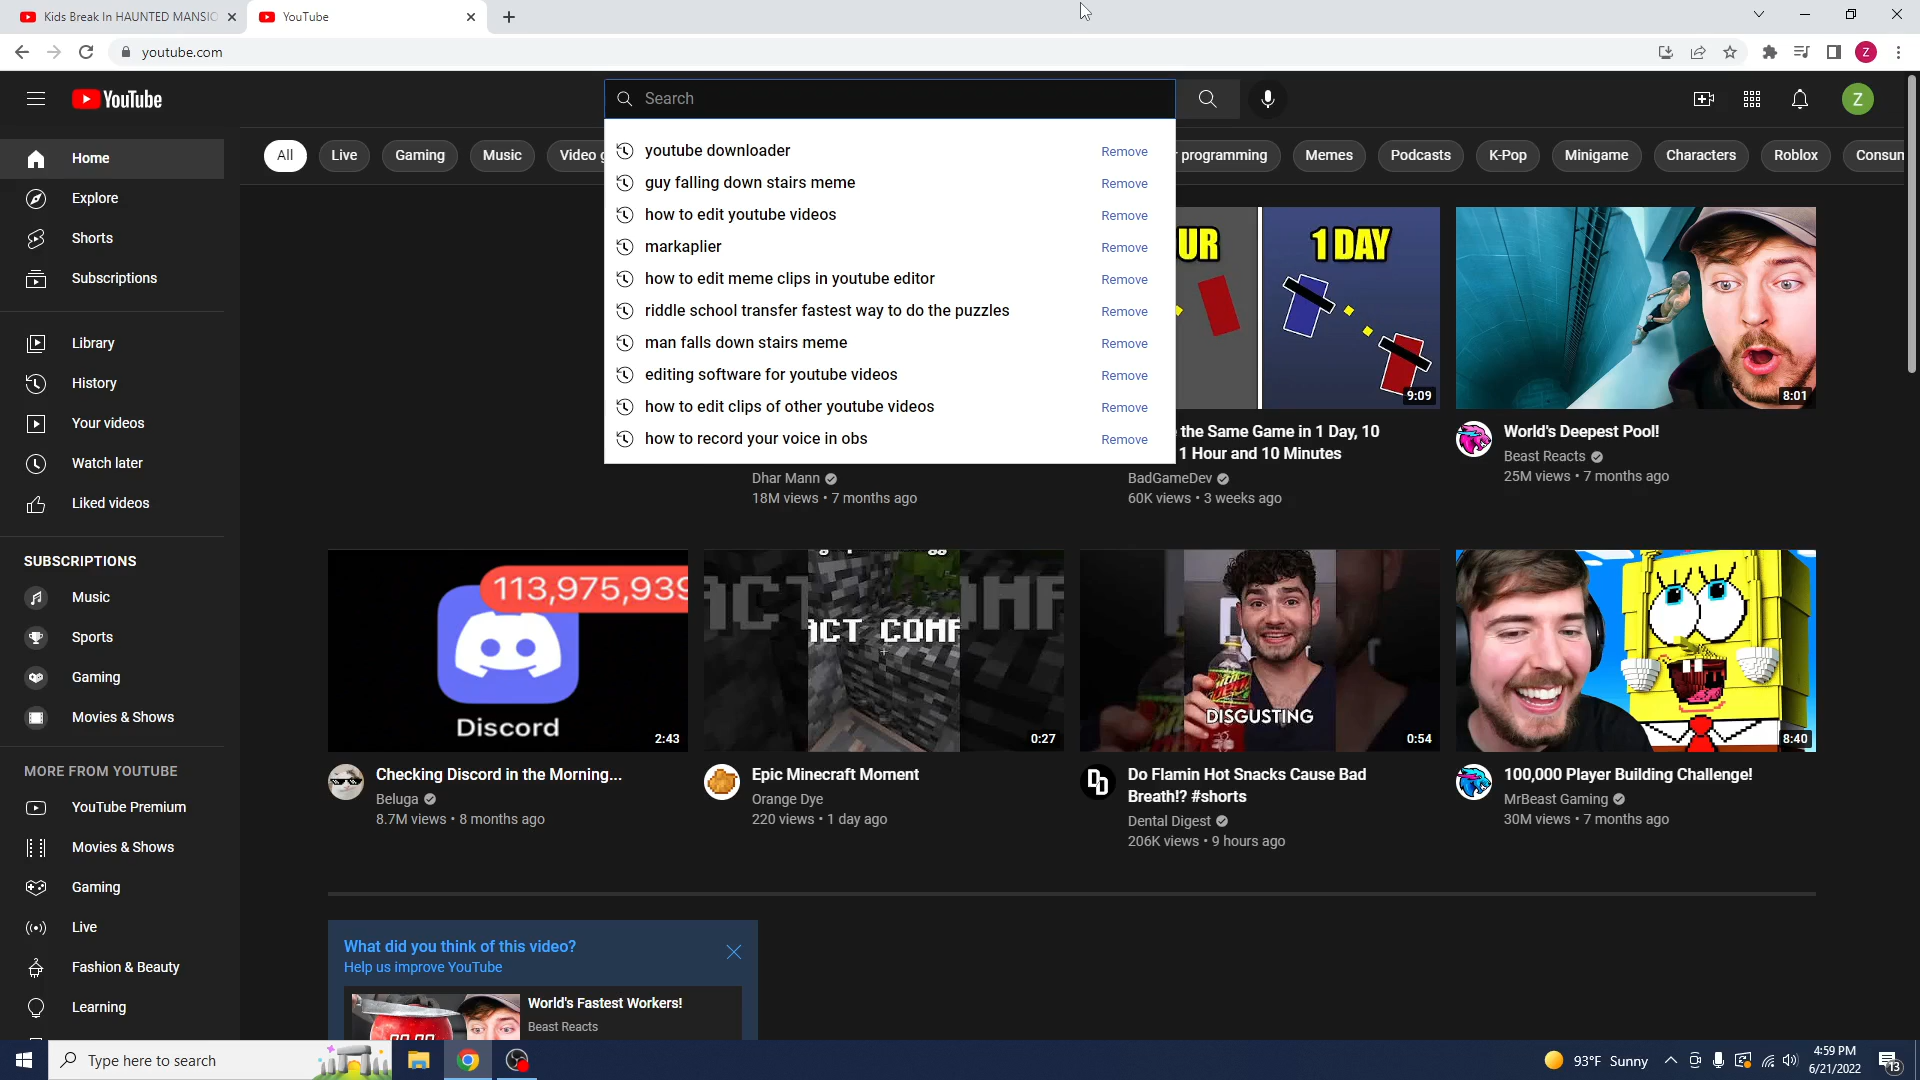 Kids Break In HAUNTED MANSIO
YouTube
youtube.com
Z
YouTube
Search
Z
Home
Explore
Shorts
Subscriptions
Library
History
Your videos
Watch later
Liked videos
SUBSCRIPTIONS
Music
Sports
Gaming
Movies & Shows
MORE FROM YOUTUBE
YouTube Premium
Movies & Shows
Gaming
Live
Fashion & Beauty
Learning
All
Live
Gaming
Music
Video g
programming
Memes
Podcasts
K-Pop
Minigame
Characters
Roblox
Consum
youtube downloader Remove
guy falling down stairs meme Remove
how to edit youtube videos Remove
markaplier Remove
how to edit meme clips in youtube editor Remove
riddle school transfer fastest way to do the puzzles Remove
man falls down stairs meme Remove
editing software for youtube videos Remove
how to edit clips of other youtube videos Remove
how to record your voice in obs Remove
Dhar Mann
18M views • 7 months ago
UR
1 DAY
9:09
the Same Game in 1 Day, 10
1 Hour and 10 Minutes
BadGameDev
60K views • 3 weeks ago
8:01
World's Deepest Pool!
Beast Reacts
25M views • 7 months ago
113,975,939
Discord
2:43
Checking Discord in the Morning...
Beluga
8.7M views • 8 months ago
ACT COMP
0:27
Epic Minecraft Moment
Orange Dye
220 views • 1 day ago
DISGUSTING
0:54
Do Flamin Hot Snacks Cause Bad
Breath!? #shorts
Dental Digest
206K views • 9 hours ago
8:40
100,000 Player Building Challenge!
MrBeast Gaming
30M views • 7 months ago
What did you think of this video?
Help us improve YouTube
World's Fastest Workers!
Beast Reacts
Type here to search
93°F Sunny
4:59 PM
6/21/2022
13